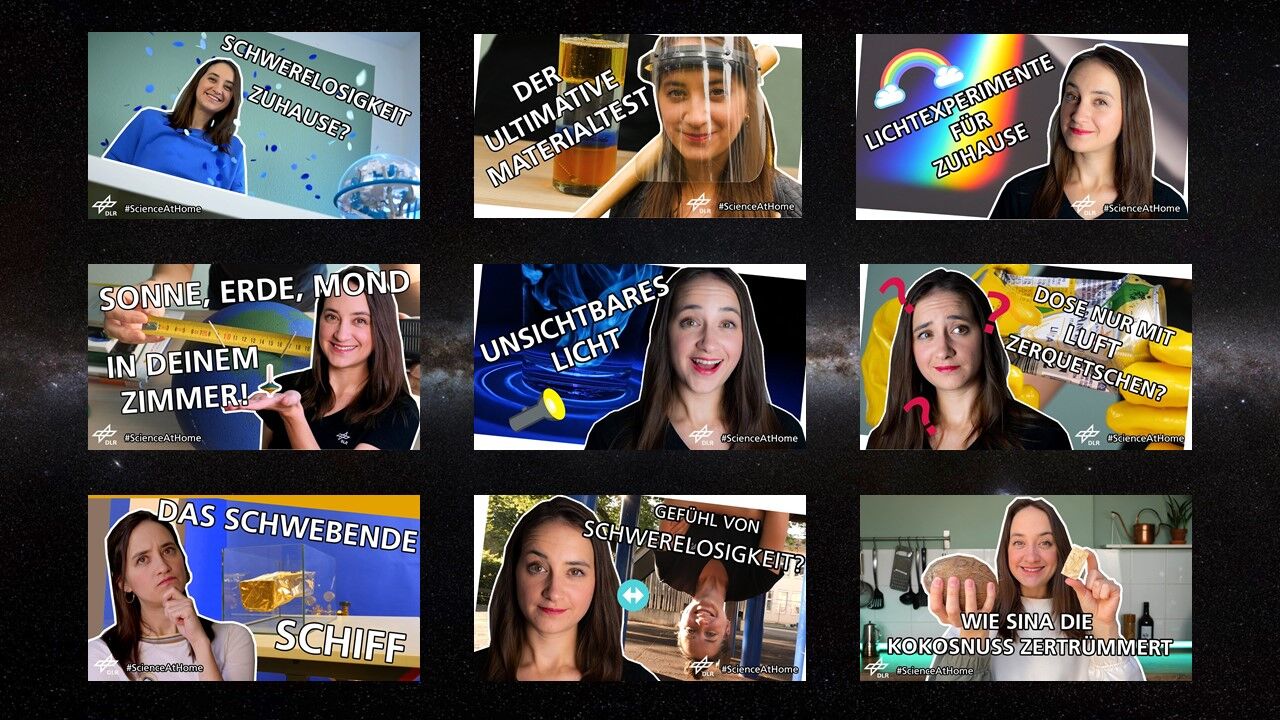 SCHWERELOSIGKEIT
ZUHAUSE?
DLR
#ScienceAtHome
DER
ULTIMATIVE
MATERIALTEST
DLR
#ScienceAtHome
LICHTEXPERIMENTE
FÜR
ZUHAUSE
DLR
#ScienceAtHome
SONNE, ERDE, MOND
IN DEINEM
ZIMMER!
DLR
#ScienceAtHome
UNSICHTBARES
LICHT
DLR
#ScienceAtHome
?
?
?
DOSE NUR MIT
LUFT
ZERQUETSCHEN?
DLR
#ScienceAtHome
DAS SCHWEBENDE
SCHIFF
DLR
#ScienceAtHome
GEFÜHL VON
SCHWERELOSIGKEIT?
DLR
#ScienceAtHome
WIE SINA DIE
KOKOSNUSS ZERTRÜMMERT
DLR
#ScienceAtHome